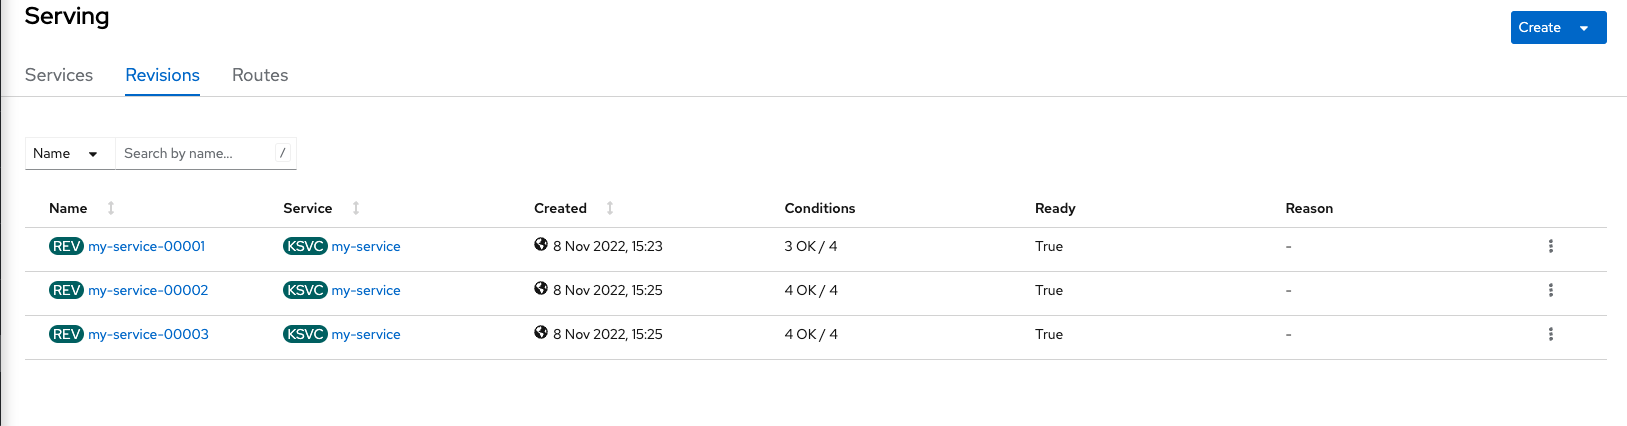 Serving
Create
Services Revisions Routes
Name Search by name... /
Name Service Created Conditions Ready Reason
REV my-service-00001 KSVC my-service 8 Nov 2022, 15:23 3 OK / 4 True -
REV my-service-00002 KSVC my-service 8 Nov 2022, 15:25 4 OK / 4 True -
REV my-service-00003 KSVC my-service 8 Nov 2022, 15:25 4 OK / 4 True -